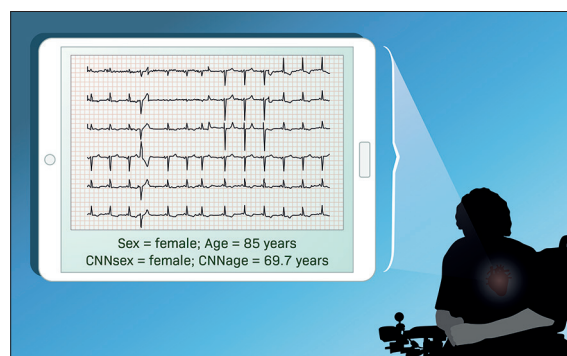 Sex = female; Age = 85 years
CNNsex = female; CNNage = 69.7 years